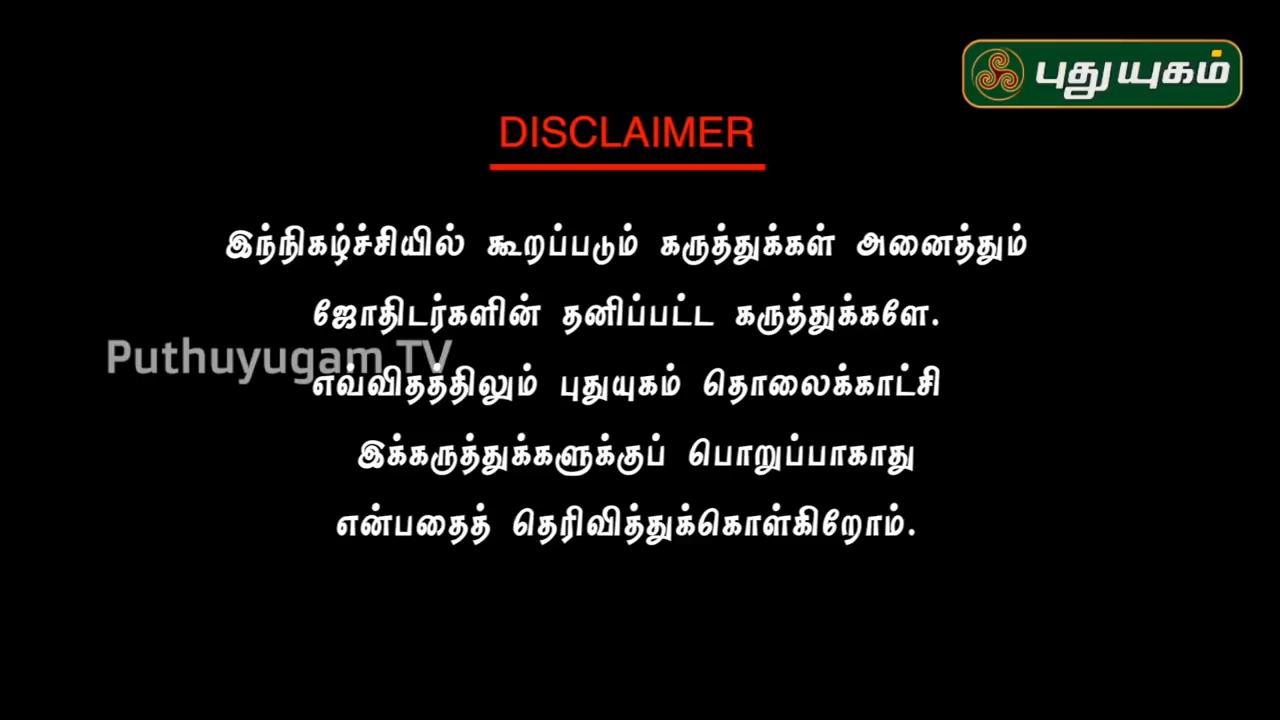 புதுயுகம்
DISCLAIMER
இந்நிகழ்ச்சியில் கூறப்படும் கருத்துக்கள் அனைத்தும்
ஜோதிடர்களின் தனிப்பட்ட கருத்துக்களே.
Puthuyugam TV
எவ்விதத்திலும் புதுயுகம் தொலைக்காட்சி
இக்கருத்துக்களுக்குப் பொறுப்பாகாது
என்பதைத் தெரிவித்துக்கொள்கிறோம்.